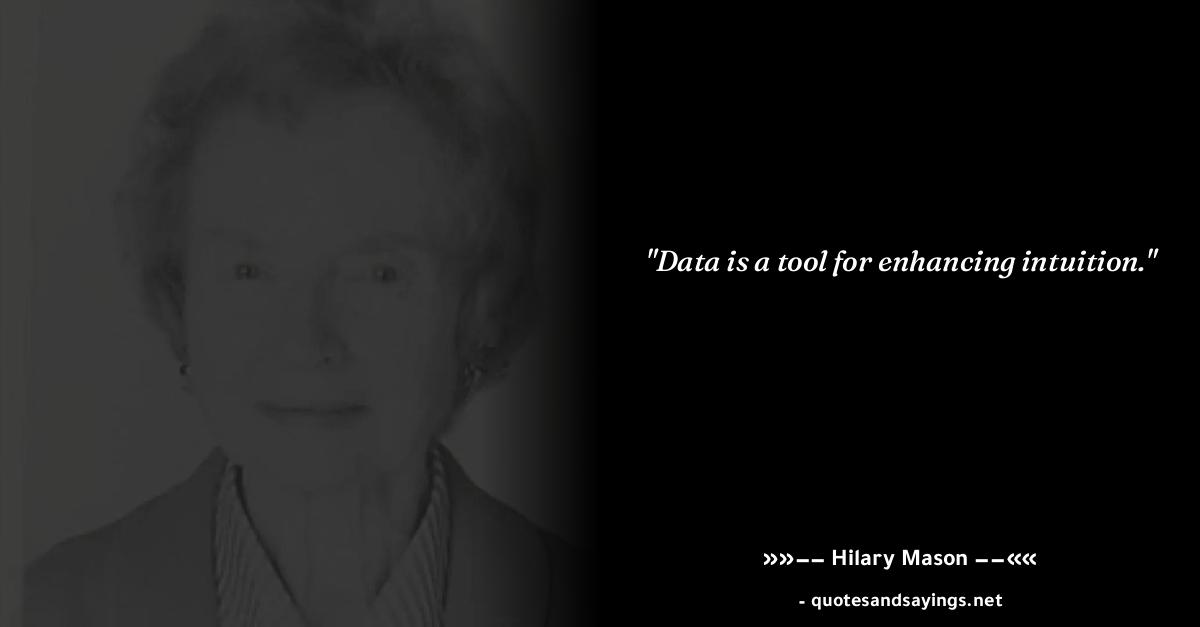 "Data is a tool for enhancing intuition."
»»–– Hilary Mason ––««
- quotesandsayings.net